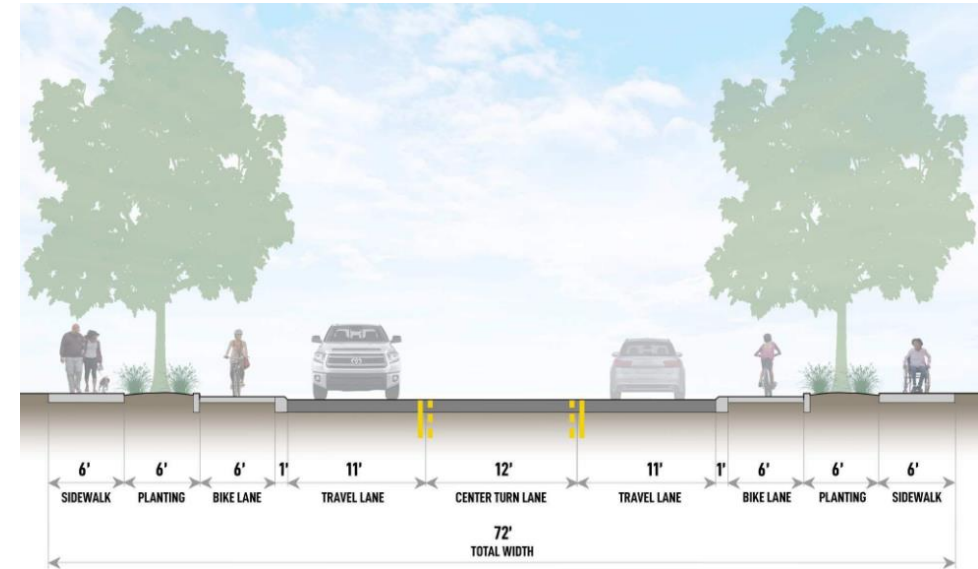 6' 6' 6' 1' 11' 12' 11' 1' 6' 6' 6'
SIDEWALK PLANTING BIKE LANE TRAVEL LANE CENTER TURN LANE TRAVEL LANE BIKE LANE PLANTING SIDEWALK
72'
TOTAL WIDTH